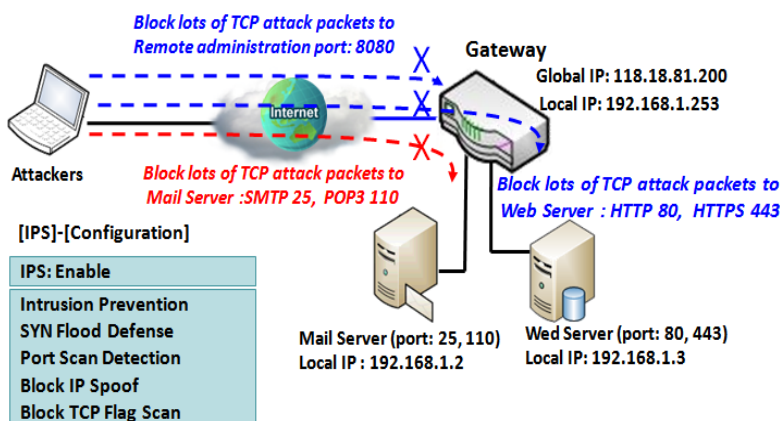 Block lots of TCP attack packets to
Remote administration port: 8080
Gateway
Global IP: 118.18.81.200
Local IP: 192.168.1.253
Internet
Attackers
Block lots of TCP attack packets to
Mail Server :SMTP 25, POP3 110
Block lots of TCP attack packets to
Web Server : HTTP 80, HTTPS 443
[IPS]-[Configuration]
IPS: Enable
Intrusion Prevention
SYN Flood Defense
Port Scan Detection
Block IP Spoof
Block TCP Flag Scan
Mail Server (port: 25, 110)
Local IP : 192.168.1.2
Wed Server (port: 80, 443)
Local IP: 192.168.1.3